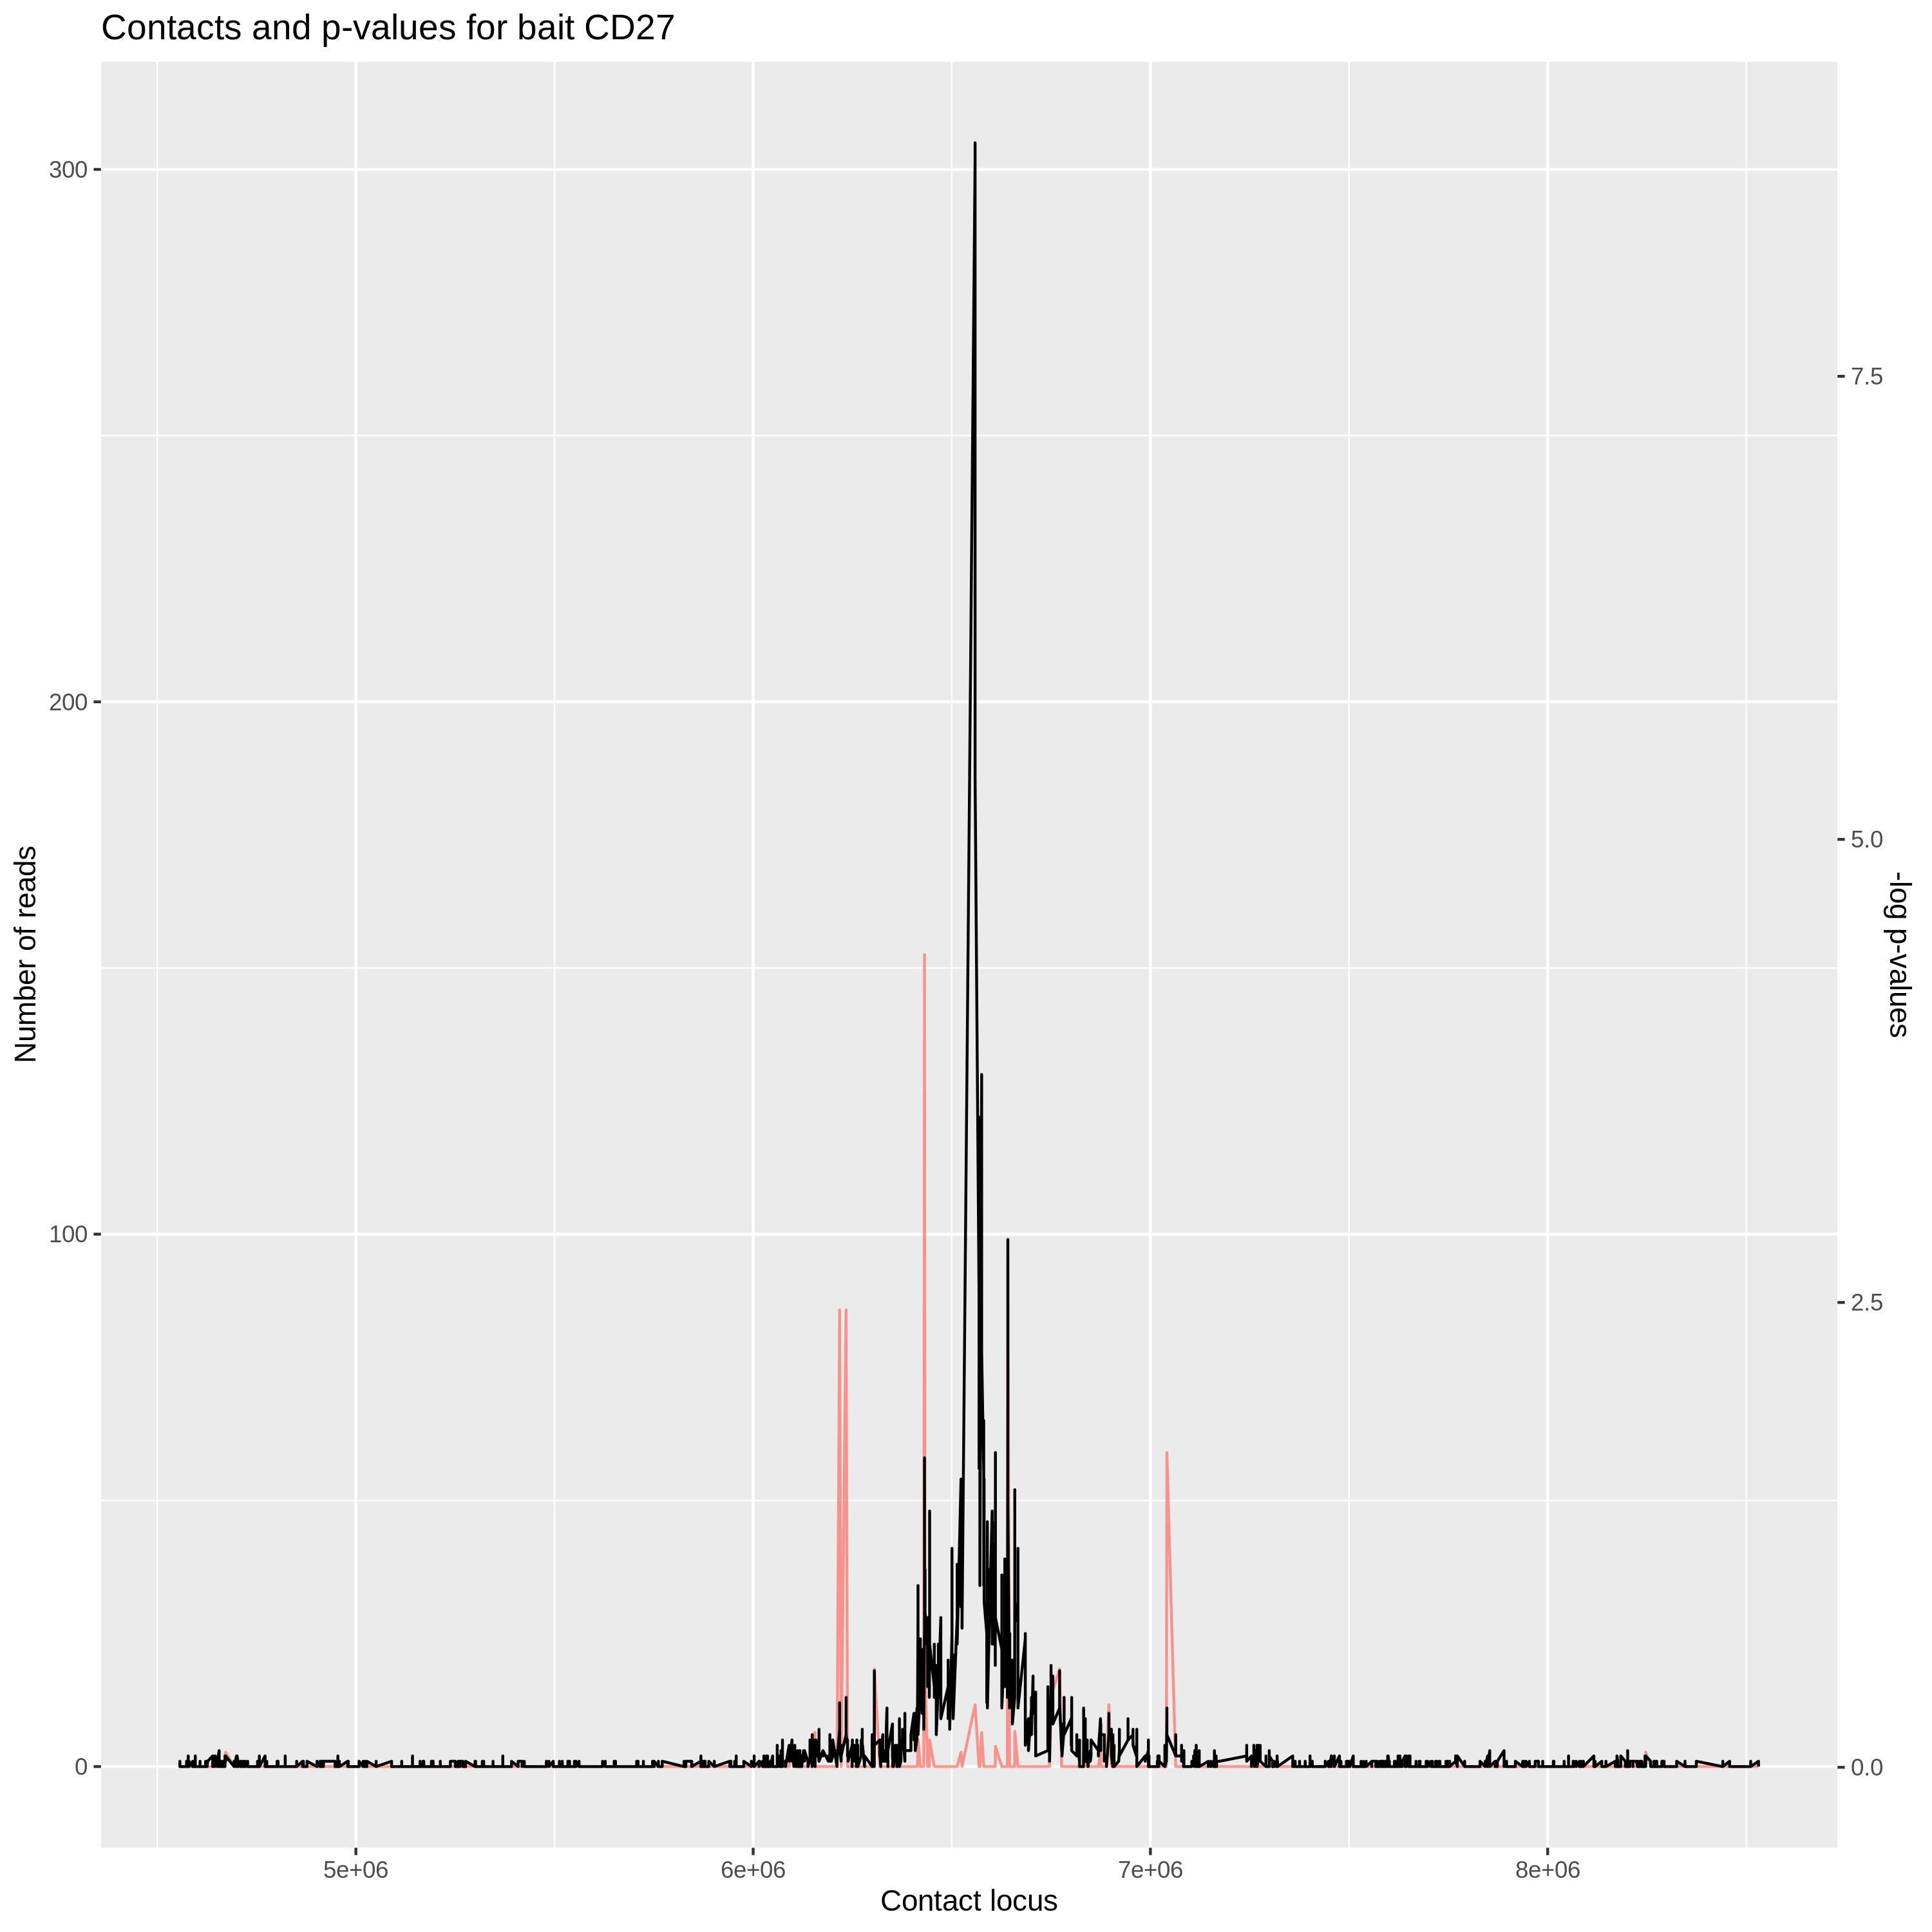 Contacts and p-values for bait CD27
300
200
100
0
7.5
5.0
2.5
0.0
Number of reads
-log p-values
5e+06
6e+06
7e+06
8e+06
Contact locus